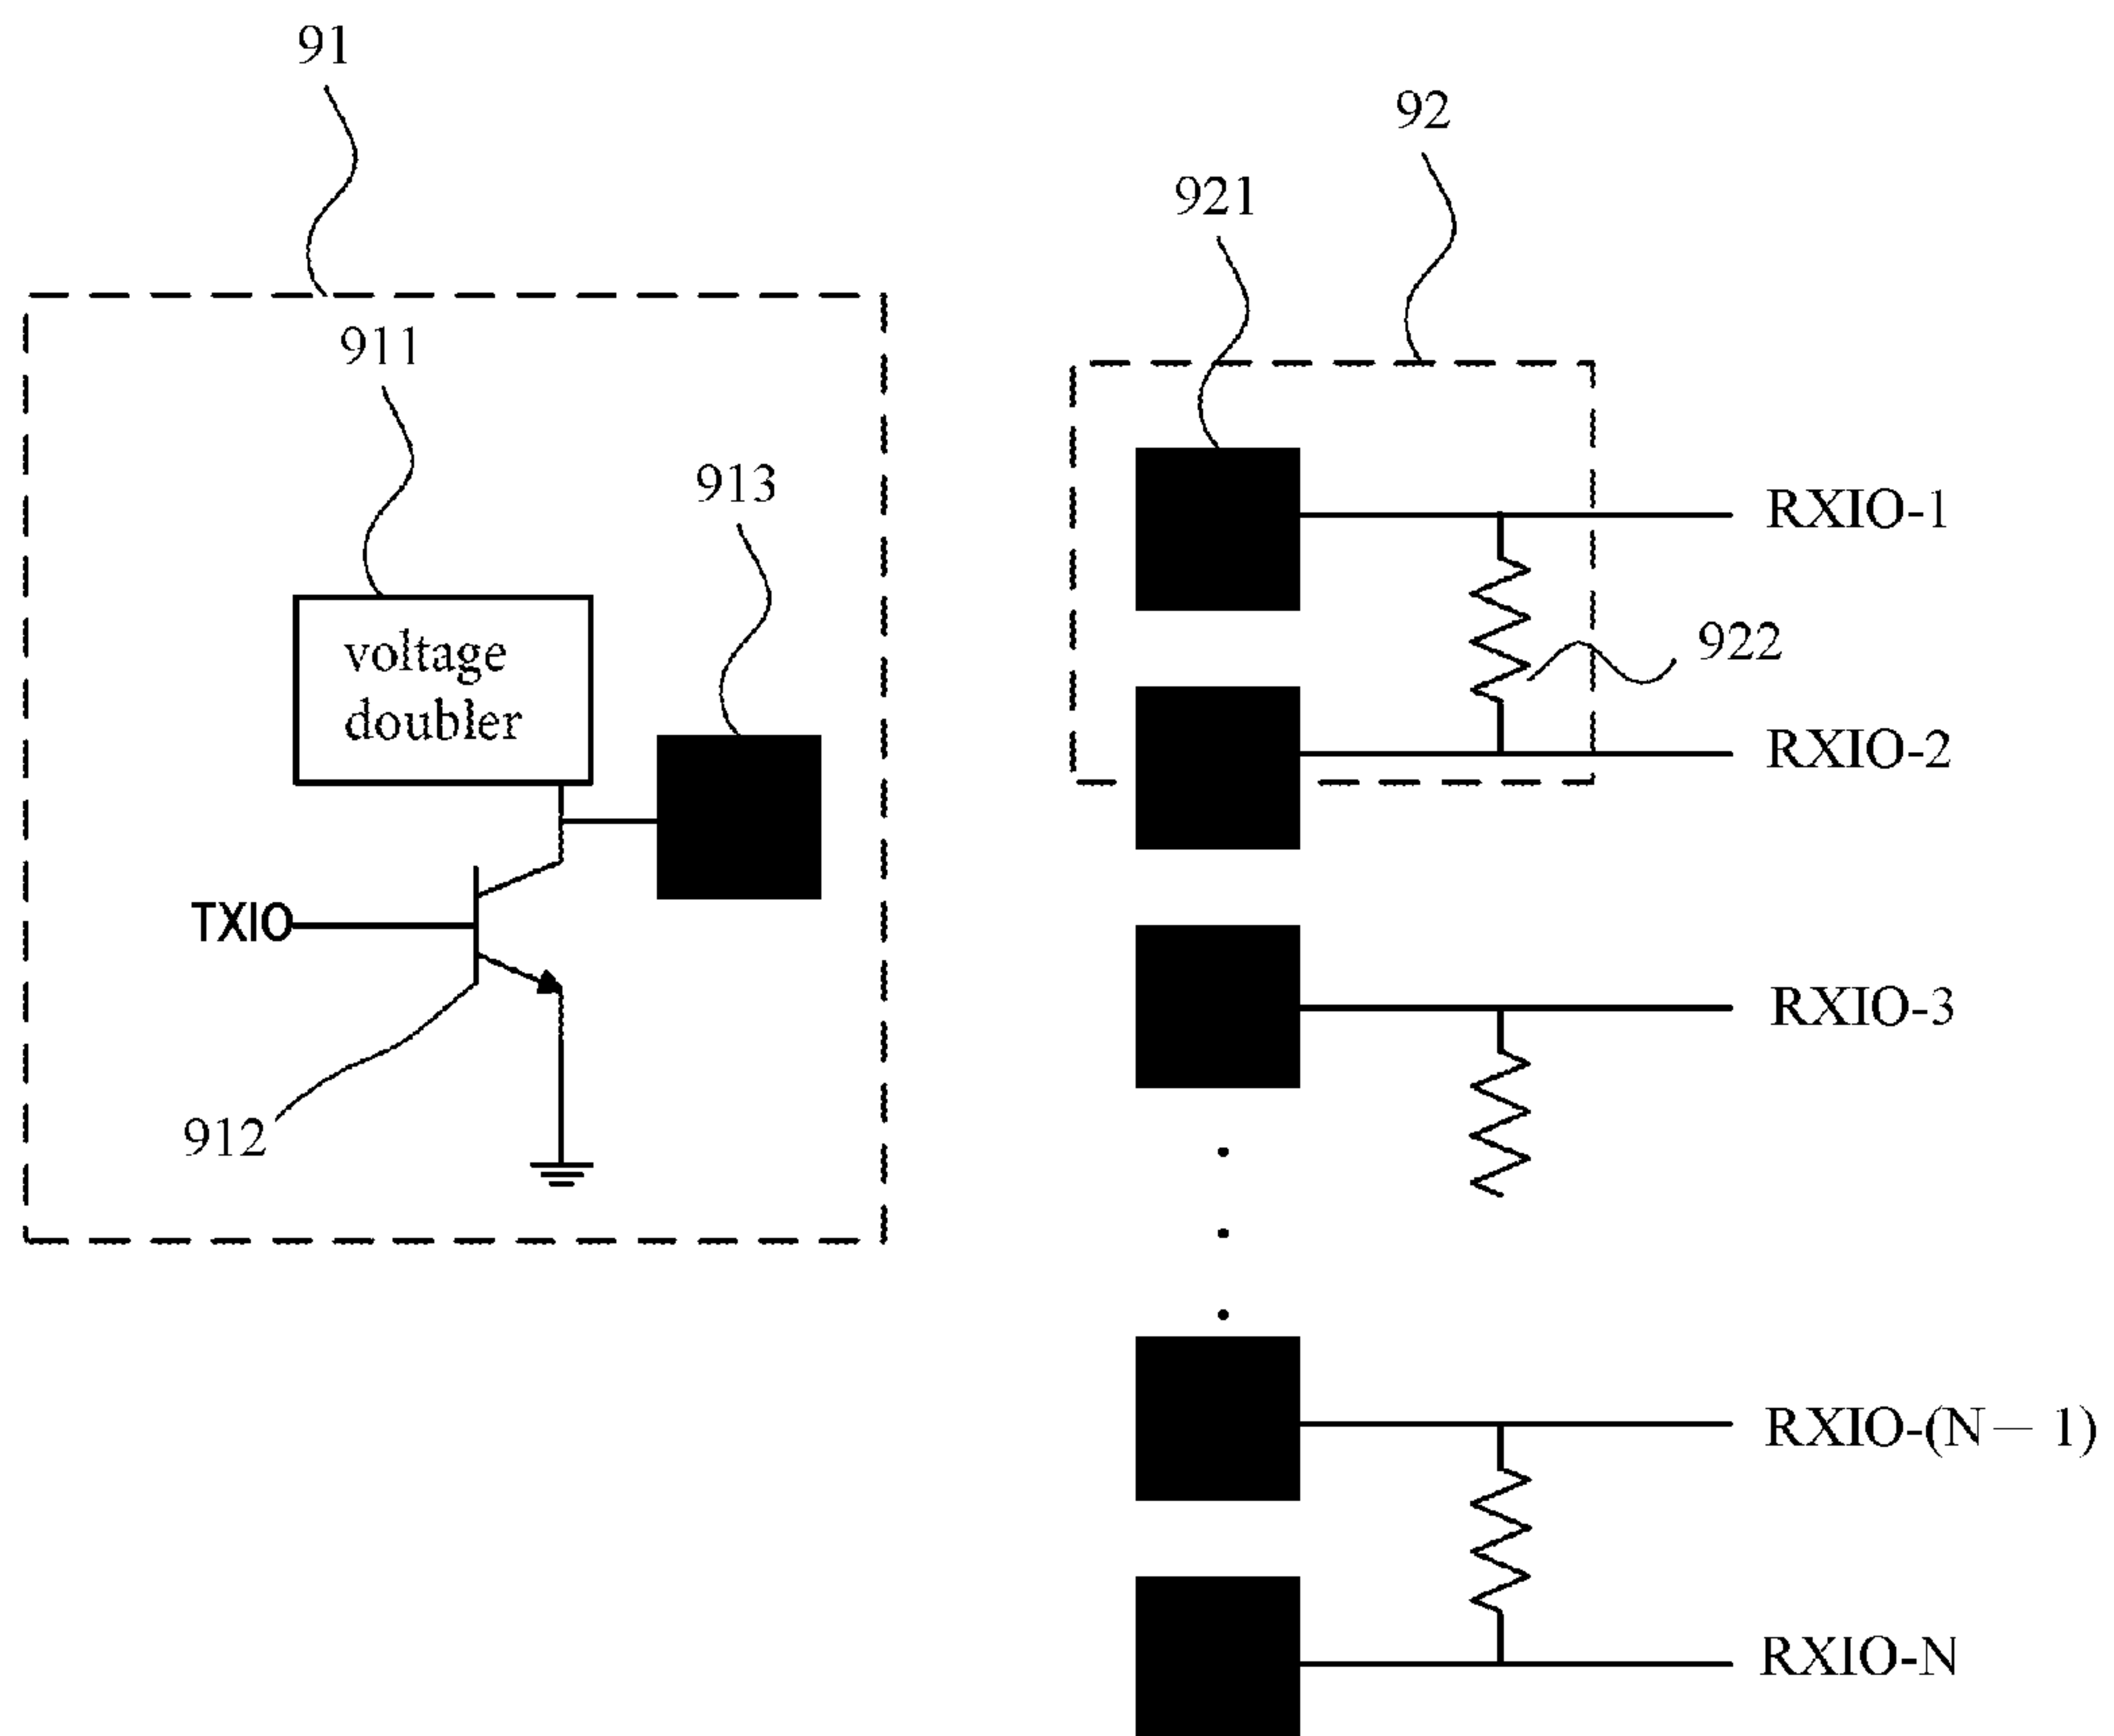 91
92
921
911
913
voltage
doubler
TXIO
912
RXIO-1
922
RXIO-2
RXIO-3
RXIO-(N— 1)
RXIO-N